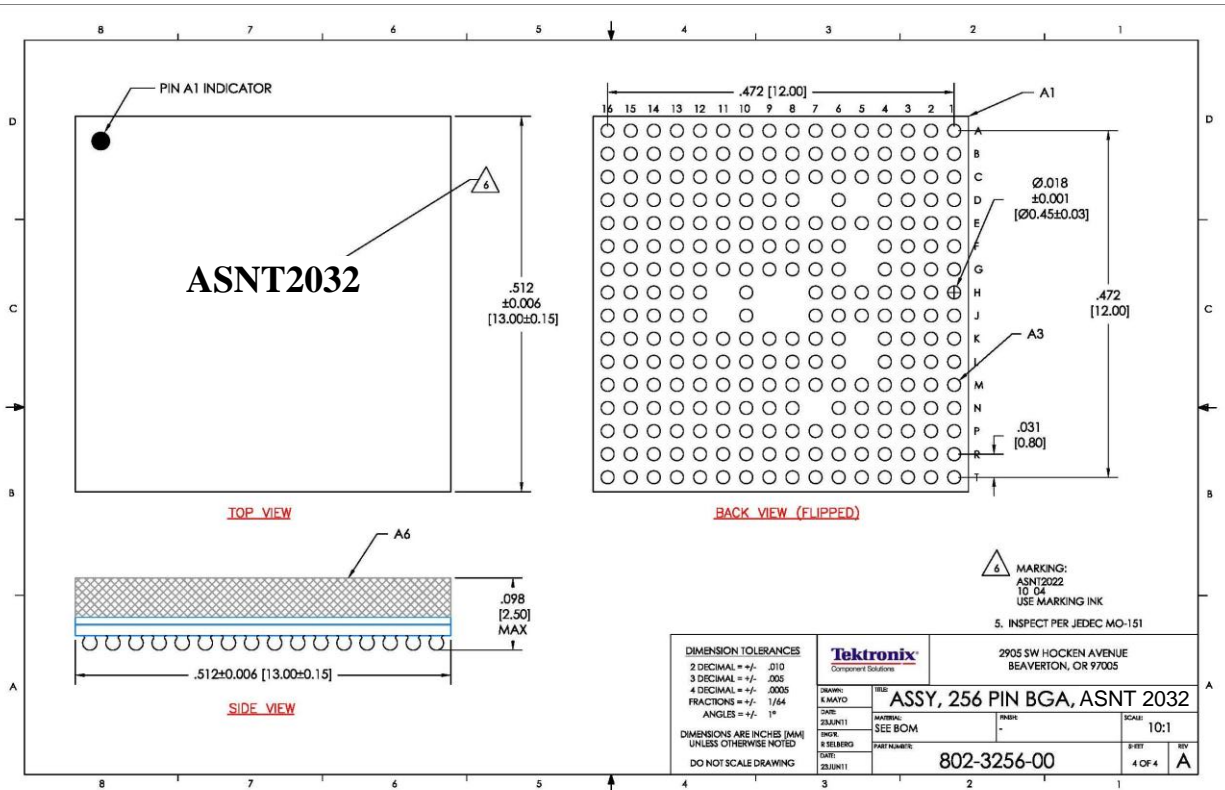 8 7 6 5 4 3 2 1
D
C
B
A
PIN A1 INDICATOR
6
ASNT2032
.512
±0.006
[13.00±0.15]
TOP VIEW
.472 [12.00]
16 15 14 13 12 11 10 9 8 7 6 5 4 3 2 1
A1
A
B
C
D
E
F
G
H
J
K
L
M
N
P
R
T
Ø.018
±0.001
[Ø0.45±0.03]
.472
[12.00]
A3
.031
[0.80]
BACK VIEW (FLIPPED)
A6
.098
[2.50]
MAX
.512±0.006 [13.00±0.15]
SIDE VIEW
6
MARKING:
ASNT2022
10 04
USE MARKING INK
5. INSPECT PER JEDEC MO-151
DIMENSION TOLERANCES
2 DECIMAL = +/- .010
3 DECIMAL = +/- .005
4 DECIMAL = +/- .0005
FRACTIONS = +/- 1/64
ANGLES = +/- 1°
DIMENSIONS ARE INCHES [MM]
UNLESS OTHERWISE NOTED
DO NOT SCALE DRAWING
Tektronix
Component Solutions
2905 SW HOCKEN AVENUE
BEAVERTON, OR 97005
DRAWN:
K MAYO
DATE:
23JUN11
ENGR.
R SELBERG
DATE:
23JUN11
TITLE:
ASSY, 256 PIN BGA, ASNT 2032
MATERIAL:
SEE BOM
FINISH:
-
SCALE:
10:1
PART NUMBER:
802-3256-00
SHEET
4 OF 4
REV
A
D
C
B
A
8 7 6 5 4 3 2 1